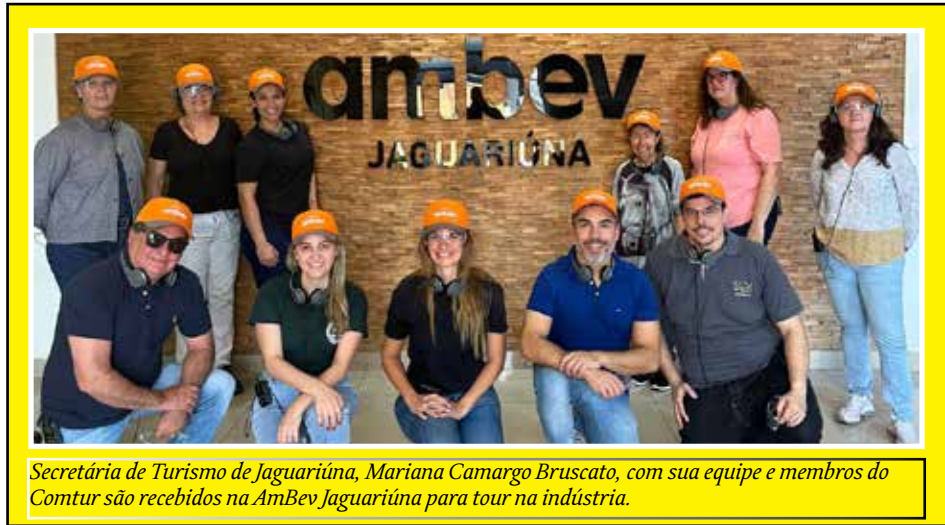 ambev
JAGUARIÚNA
Secretária de Turismo de Jaguariúna, Mariana Camargo Bruscato, com sua equipe e membros do
Comtur são recebidos na AmBev Jaguariúna para tour na indústria.